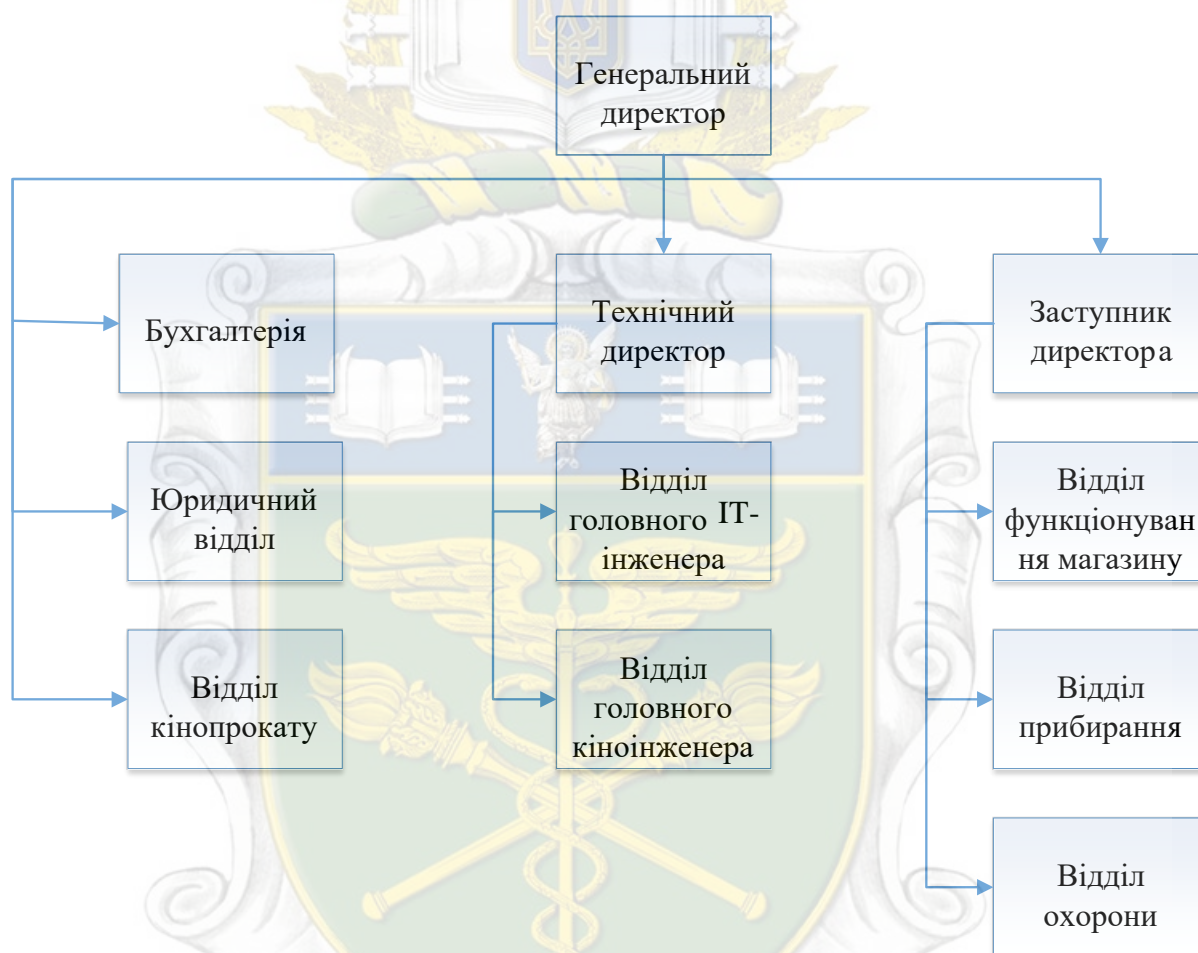 Генеральний
директор
Бухгалтерія
Технічний
директор
Заступник
директора
Юридичний
відділ
Відділ
головного ІТ-
інженера
Відділ
функціонуван
ня магазину
Відділ
кінопрокату
Відділ
головного
кіноінженера
Відділ
прибирання
Відділ
охорони